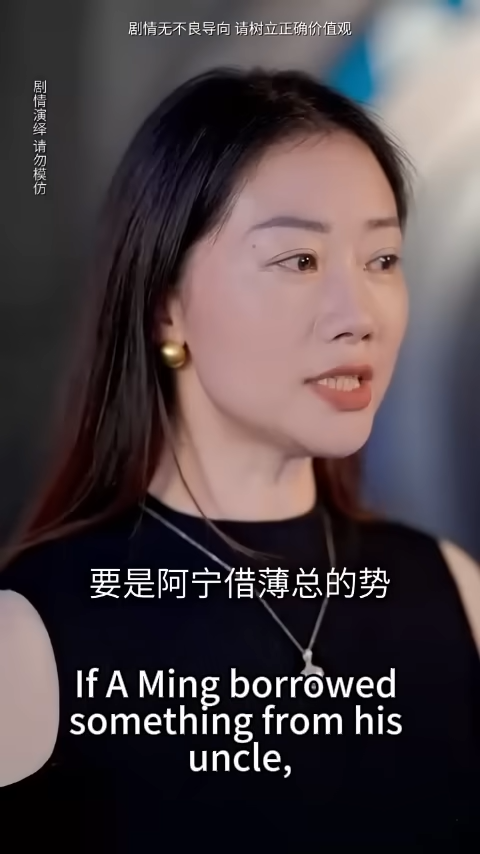 剧情无不良导向 请树立正确价值观
剧情演绎 请勿模仿
要是阿宁借薄总的势
If A Ming borrowed
something from his
uncle,